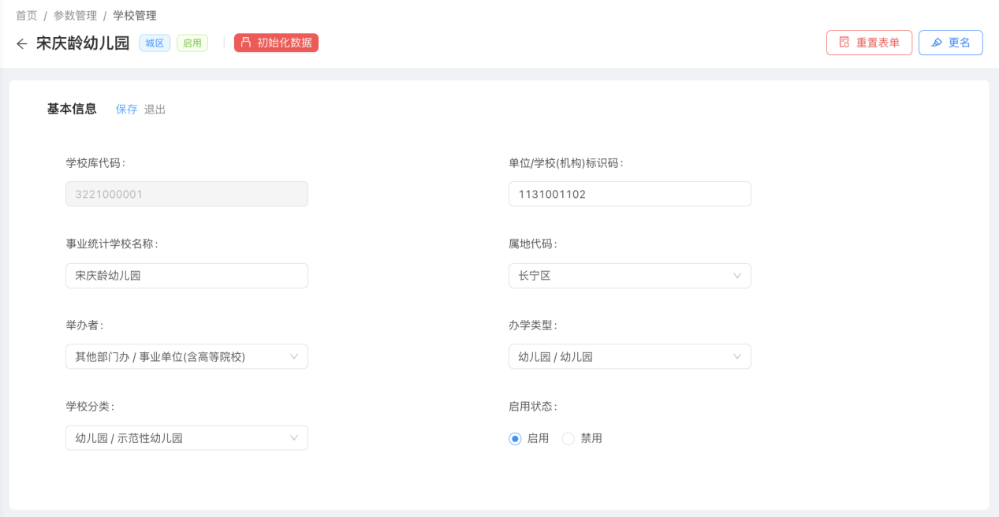 首页 / 参数管理 / 学校管理
宋庆龄幼儿园 城区 启用 初始化数据 重置表单 更名
基本信息 保存 退出
学校库代码: 单位/学校(机构)标识码:
3221000001 1131001102
事业统计学校名称: 属地代码:
宋庆龄幼儿园 长宁区
举办者: 办学类型:
其他部门办 / 事业单位(含高等院校) 幼儿园 / 幼儿园
学校分类: 启用状态:
幼儿园 / 示范性幼儿园 启用 禁用